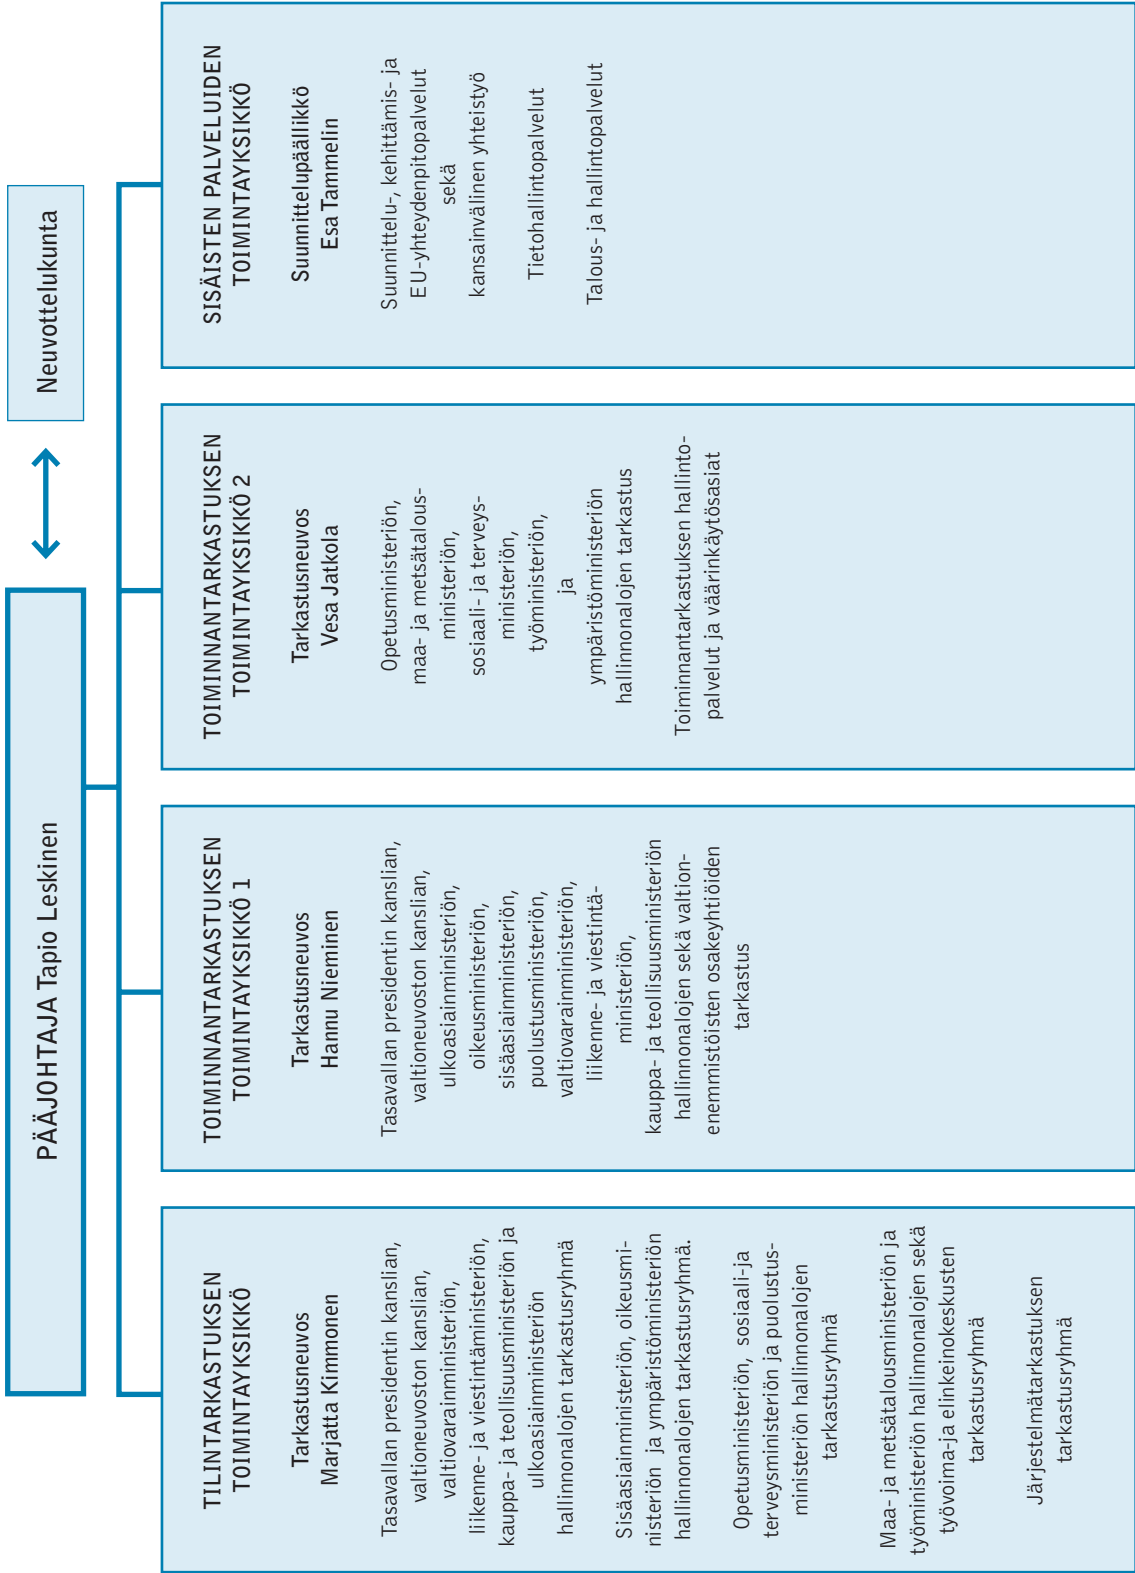 PÄÄJOHTAJA Tapio Leskinen
Neuvottelukunta
TILINTARKASTUKSEN
TOIMINTAYKSIKKÖ
Tarkastusneuvos
Marjatta Kimmonen
Tasavallan presidentin kanslian,
valtioneuvoston kanslian,
valtiovarainministeriön,
liikenne- ja viestintäministeriön,
kauppa- ja teollisuusministeriön ja
ulkoasiainministeriön
hallinnonalojen tarkastusryhmä
Sisäasiainministeriön, oikeusmi-
nisteriön ja ympäristöministeriön
hallinnonalojen tarkastusryhmä.
Opetusministeriön, sosiaali-ja
terveysministeriön ja puolustus-
ministeriön hallinnonalojen
tarkastusryhmä
Maa- ja metsätalousministeriön ja
työministeriön hallinnonalojen sekä
työvoima-ja elinkeinokeskusten
tarkastusryhmä
Järjestelmätarkastuksen
tarkastusryhmä
TOIMINNANTARKASTUKSEN
TOIMINTAYKSIKKÖ 1
Tarkastusneuvos
Hannu Nieminen
Tasavallan presidentin kanslian,
valtioneuvoston kanslian,
ulkoasiainministeriön,
oikeusministeriön,
sisäasiainministeriön,
puolustusministeriön,
valtiovarainministeriön,
liikenne- ja viestintä-
ministeriön,
kauppa- ja teollisuusministeriön
hallinnonalojen sekä valtion-
enemmistöisten osakeyhtiöiden
tarkastus
TOIMINNANTARKASTUKSEN
TOIMINTAYKSIKKÖ 2
Tarkastusneuvos
Vesa Jatkola
Opetusministeriön,
maa- ja metsätalous-
ministeriön,
sosiaali- ja terveys-
ministeriön,
työministeriön,
ja
ympäristöministeriön
hallinnonalojen tarkastus
Toiminnantarkastuksen hallinto-
palvelut ja väärinkäytösasiat
SISÄISTEN PALVELUIDEN
TOIMINTAYKSIKKÖ
Suunnittelupäällikkö
Esa Tammelin
Suunnittelu-, kehittämis- ja
EU-yhteydenpitopalvelut
sekä
kansainvälinen yhteistyö
Tietohallintopalvelut
Talous- ja hallintopalvelut